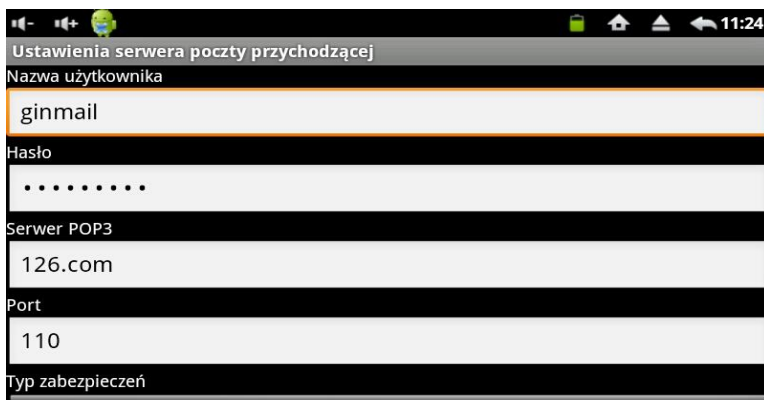 11:24
Ustawienia serwera poczty przychodzącej
Nazwa użytkownika
ginmail
Hasło
•••••••••
Serwer POP3
126.com
Port
110
Typ zabezpieczeń